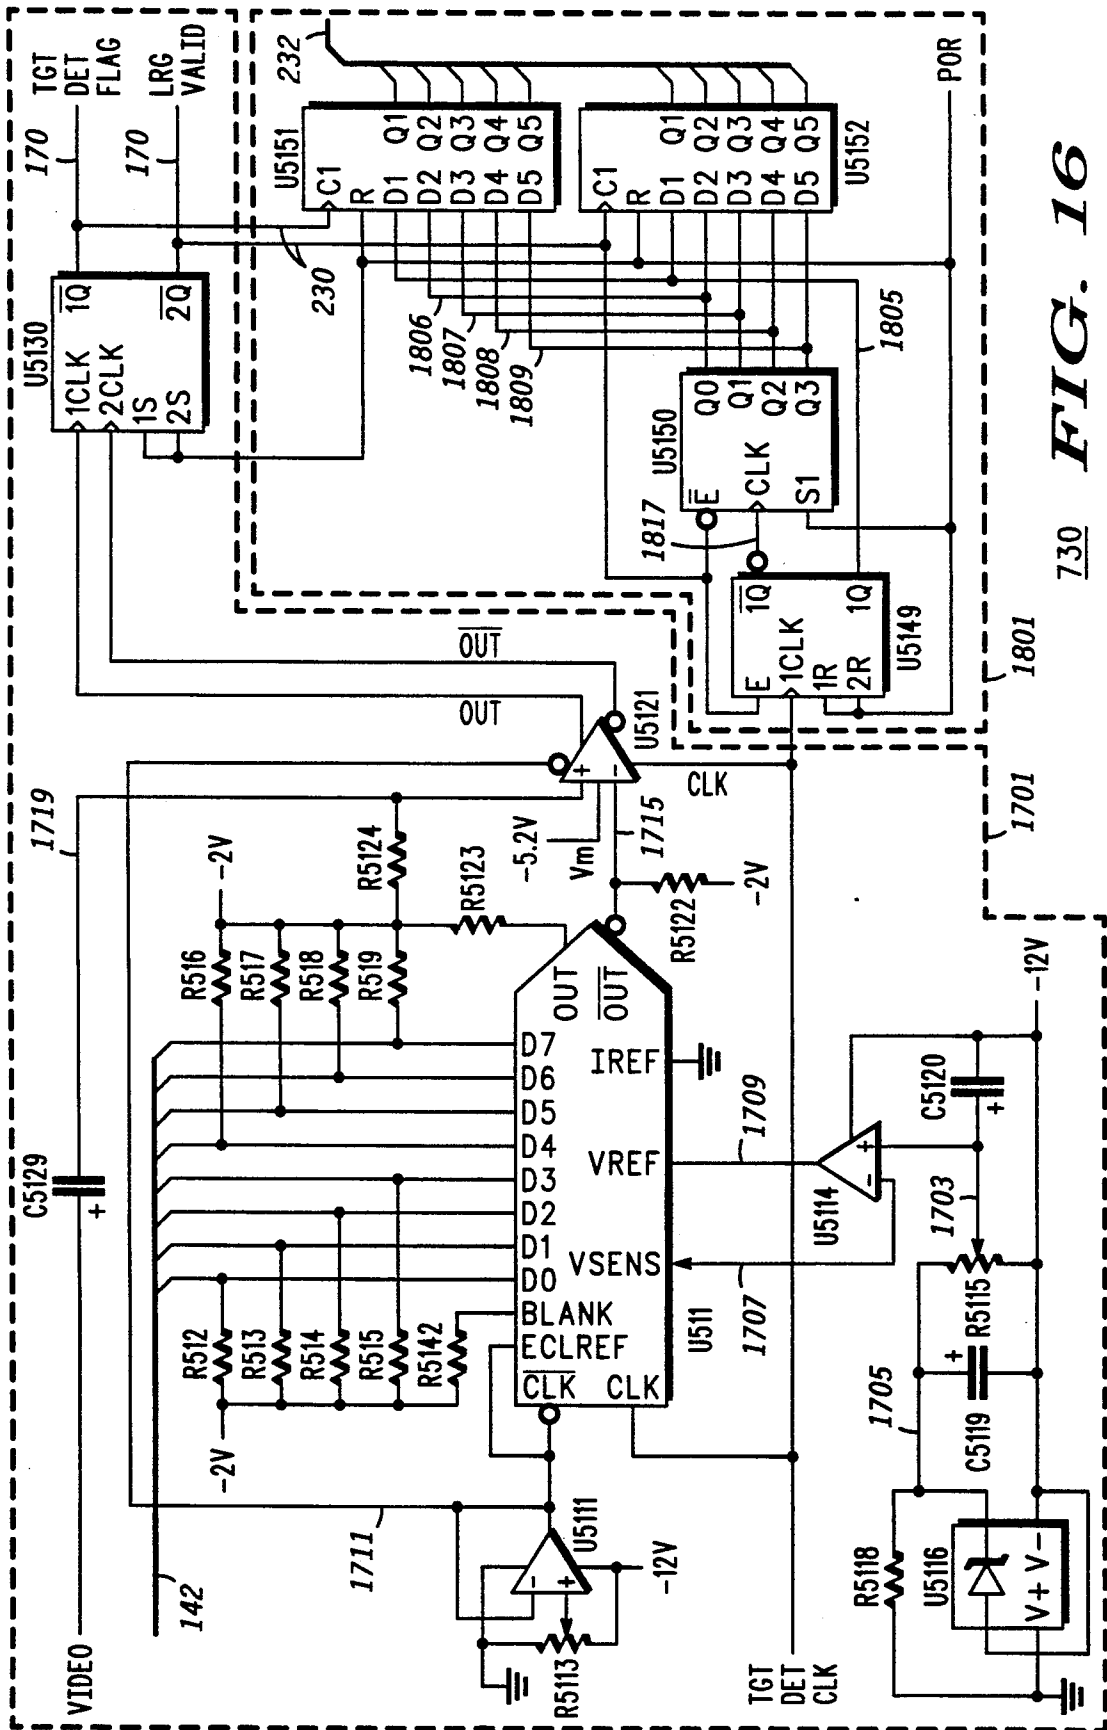 VIDEO
C5129
+
1719
142
1711
-2V
R512
R513
R514
R515
R5142
-2V
R516
R517
R518
R519
R5124
R5123
D0
D1
D2
D3
D4
D5
D6
D7
BLANK
ECLREF
CLK
CLK
OUT
OUT
IREF
VREF
VSENS
U511
R5122
-2V
-5.2V
Vm
1715
+
-
CLK
U5121
OUT
OUT
U5111
-
+
R5113
-12V
TGT
DET
CLK
1707
1709
U5114
-
+
1703
C5120
+
R5115
1705
+
C5119
R5118
U5116
V+
V-
-12V
1701
1801
U5130
1CLK
2CLK
1S
2S
1Q
2Q
170
TGT
DET
FLAG
170
LRG
VALID
230
232
U5151
C1
R
D1 Q1
D2 Q2
D3 Q3
D4 Q4
D5 Q5
U5152
C1
R
D1 Q1
D2 Q2
D3 Q3
D4 Q4
D5 Q5
1806
1807
1808
1809
1805
U5150
E
CLK
S1
Q0
Q1
Q2
Q3
1817
U5149
E
1CLK
1R
2R
1Q
1Q
POR
730 FIG. 16